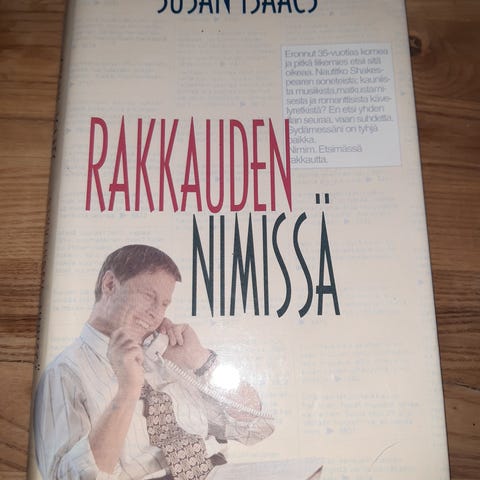 SUSAN ISAACS
Eronnut 35-vuotias komea
ja pitkä liikemies etsii sitä
oikeaa. Nautitko Shakes-
pearen soneteista; kauniis-
ta musiikista, matkustami-
sesta ja romanttisista käve-
lyretkistä? En etsi yhden
illan seuraa, vaan suhdetta.
Sydämessäni on tyhjä
paikka.
Nimim. Etsimässä
rakkautta.
RAKKAUDEN
NIMISSÄ